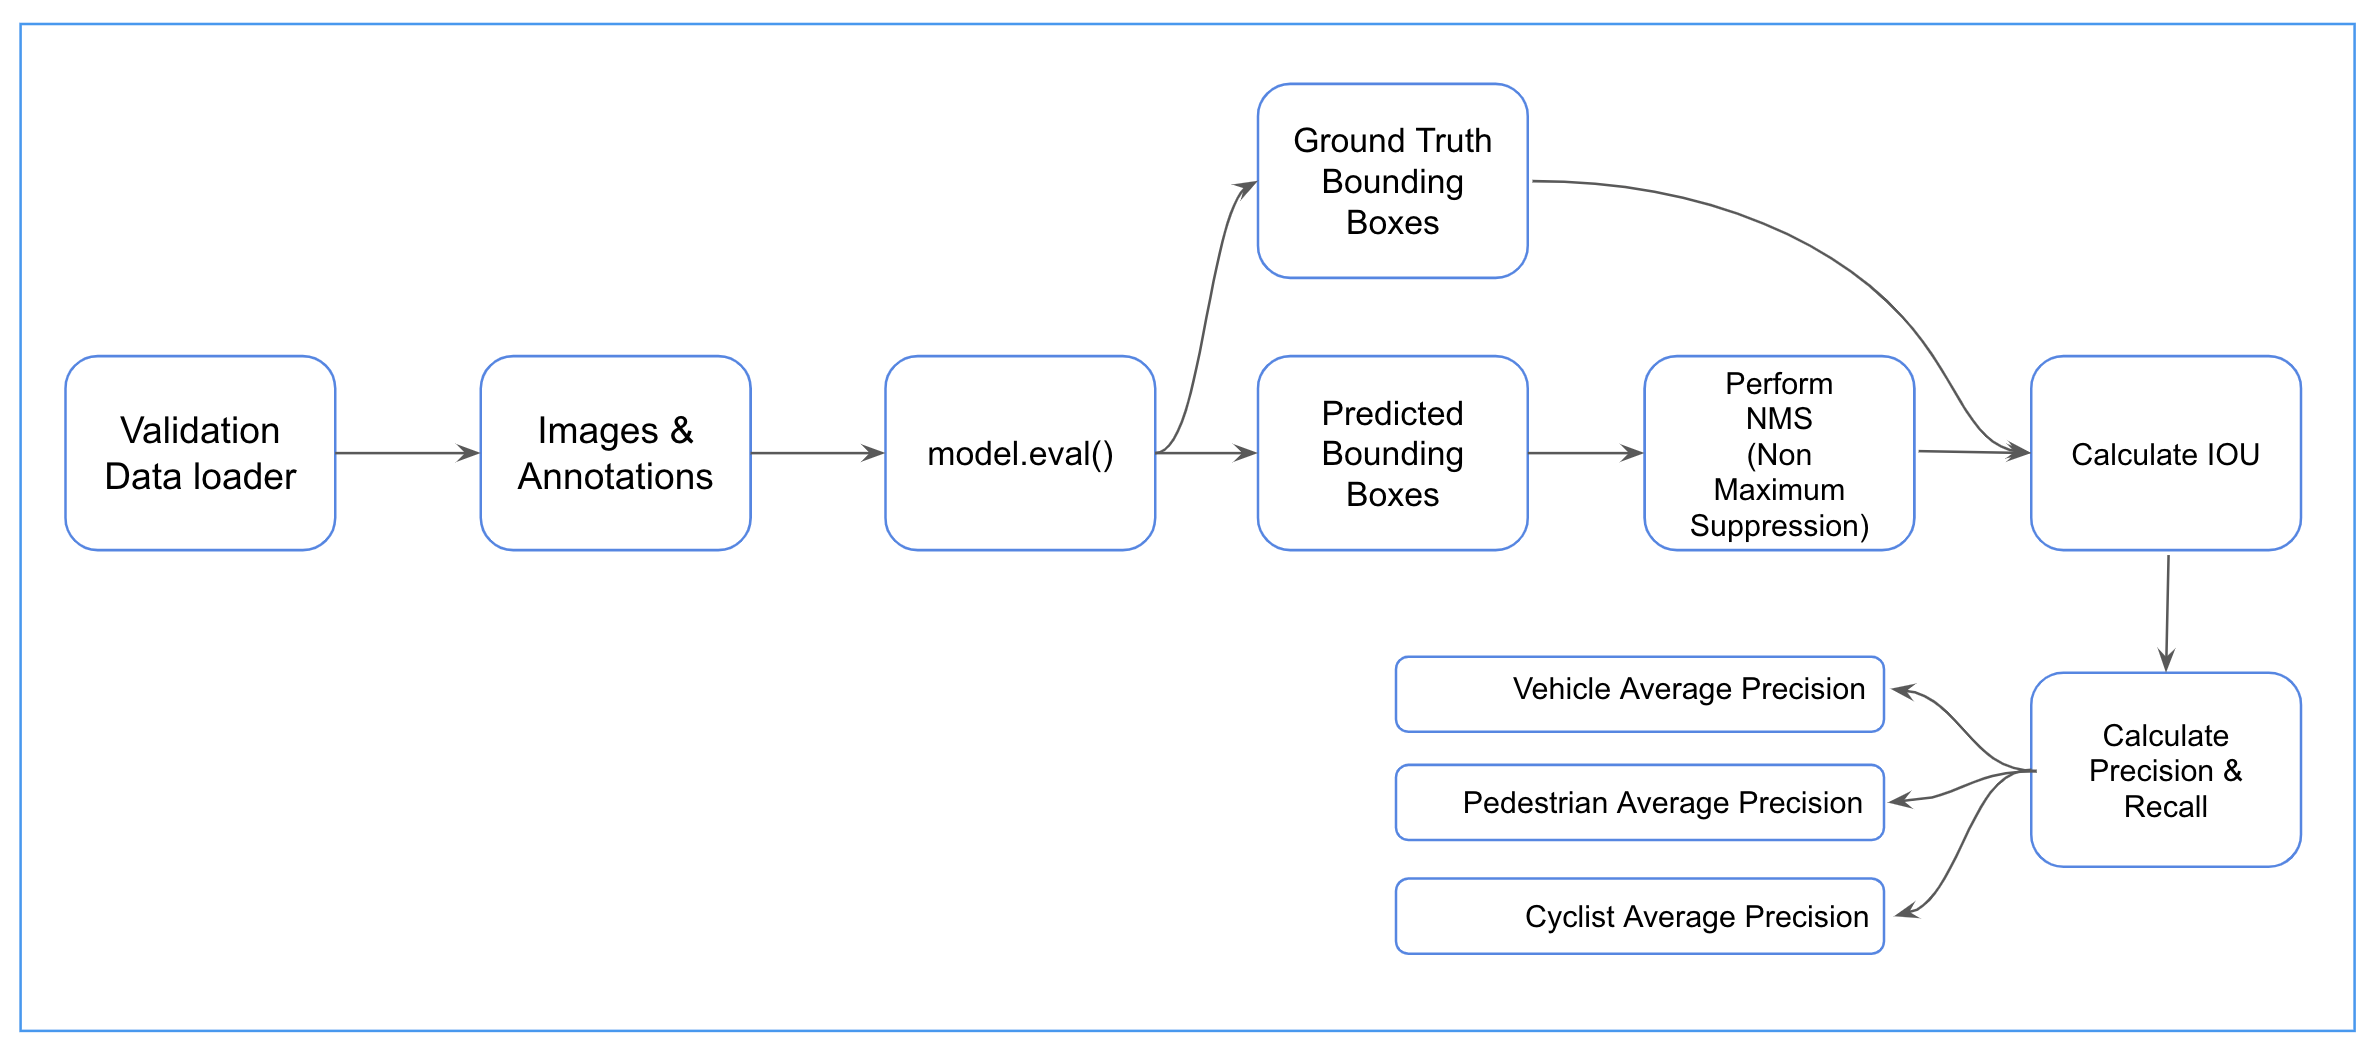 Ground Truth
Bounding
Boxes
Validation
Data loader
Images &
Annotations
model.eval()
Predicted
Bounding
Boxes
Perform
NMS
(Non
Maximum
Suppression)
Calculate IOU
Vehicle Average Precision
Pedestrian Average Precision
Cyclist Average Precision
Calculate
Precision &
Recall